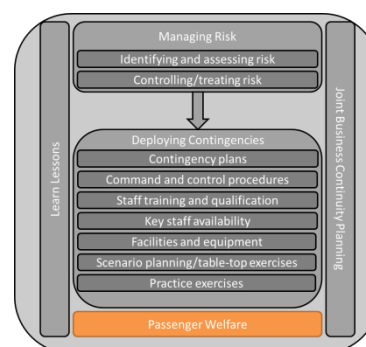 Managing Risk
Identifying and assessing risk
Controlling/treating risk
Learn Lessons
Joint Business Continuity Planning
Deploying Contingencies
Contingency plans
Command and control procedures
Staff training and qualification
Key staff availability
Facilities and equipment
Scenario planning/table-top exercises
Practice exercises
Passenger Welfare